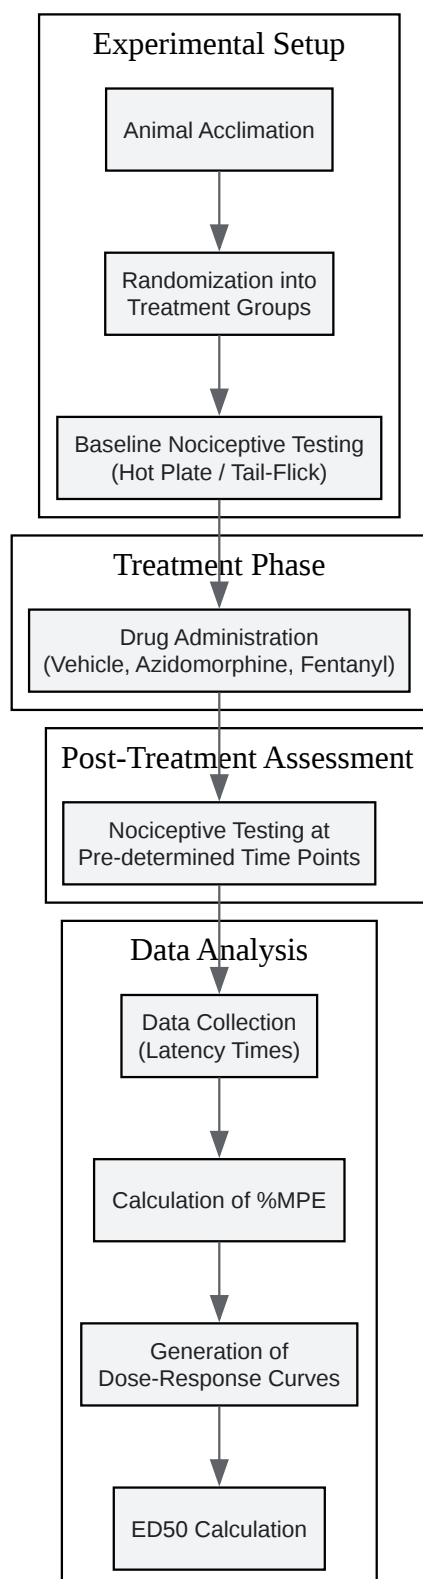 Experimental Setup
Animal Acclimation
Randomization into
Treatment Groups
Baseline Nociceptive Testing
(Hot Plate / Tail-Flick)
Treatment Phase
Drug Administration
(Vehicle, Azidomorphine, Fentanyl)
Post-Treatment Assessment
Nociceptive Testing at
Pre-determined Time Points
Data Analysis
Data Collection
(Latency Times)
Calculation of %MPE
Generation of
Dose-Response Curves
ED50 Calculation